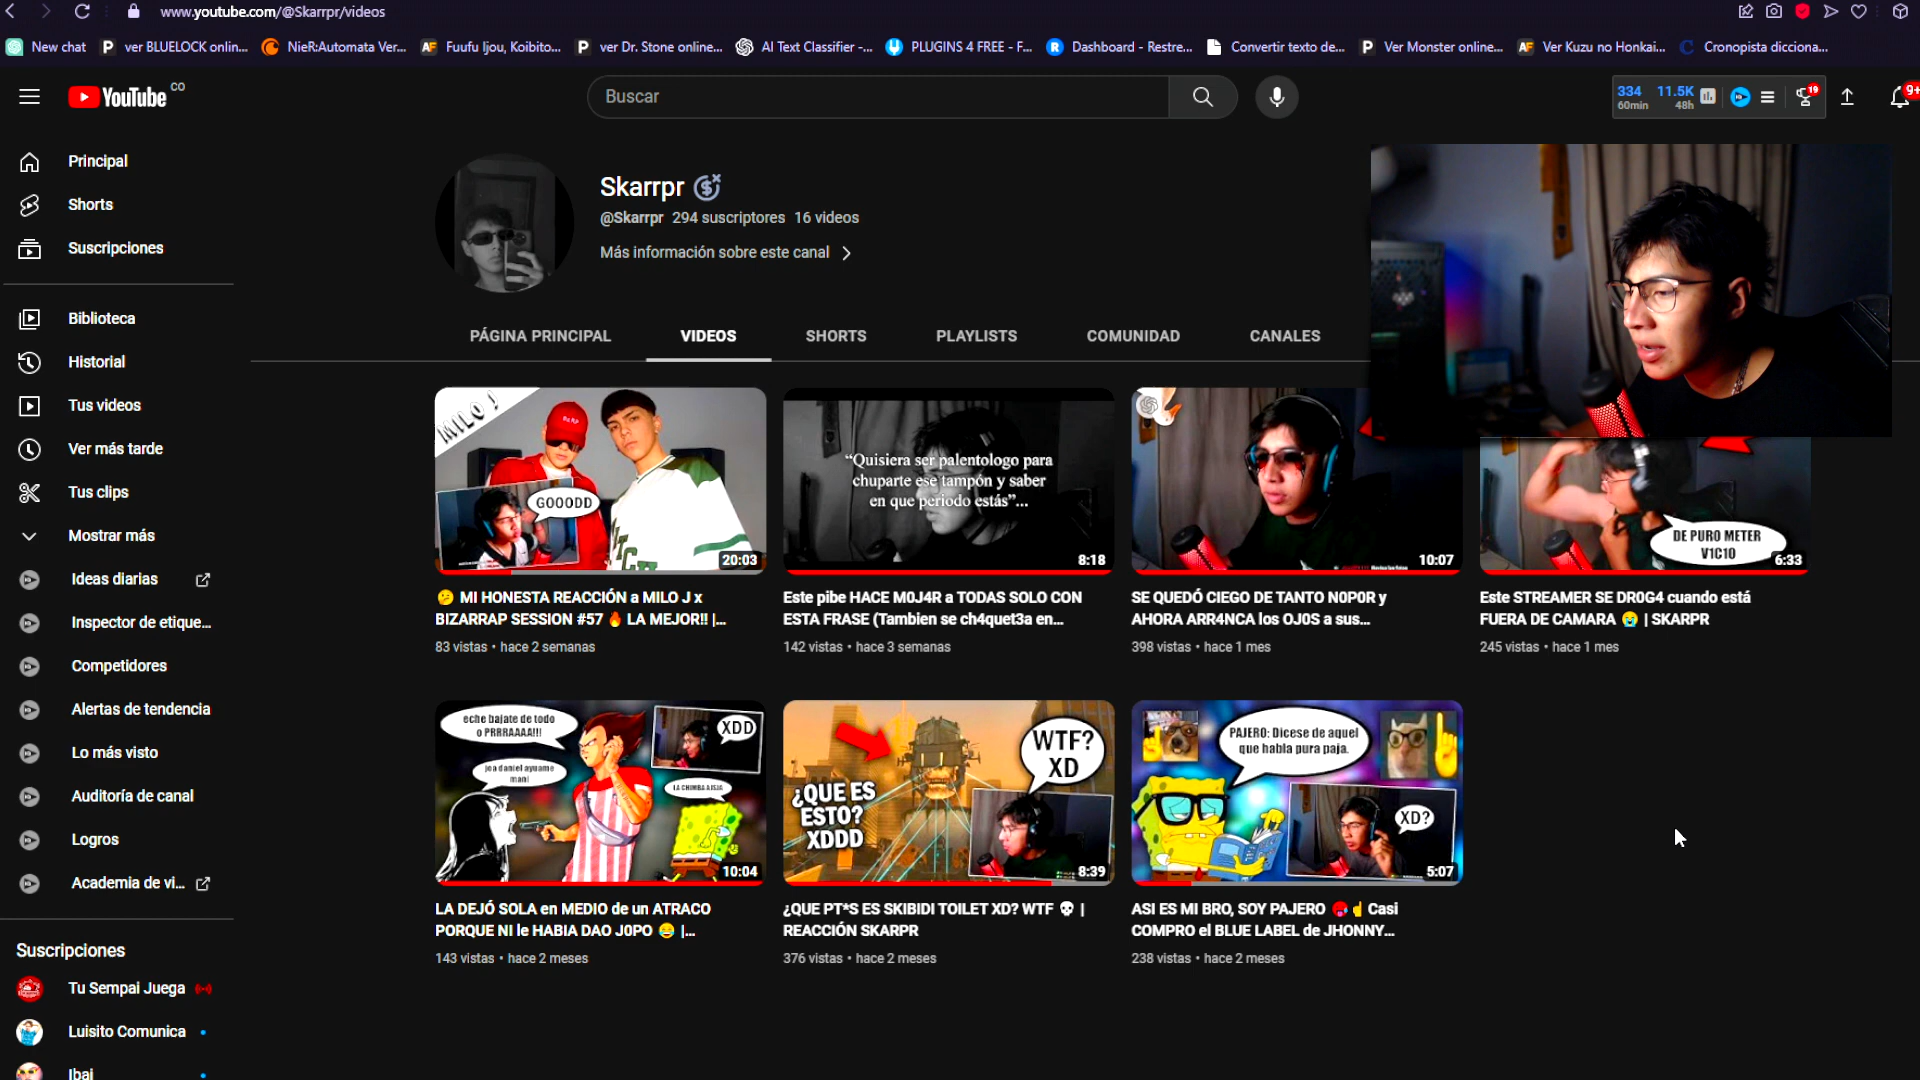 www.youtube.com/@Skarrpr/videos
New chat
ver BLUELOCK onlin...
NieR:Automata Ver...
Fuufu Ijou, Koibito...
ver Dr. Stone online...
AI Text Classifier -...
PLUGINS 4 FREE - F...
Dashboard - Restre...
Convertir texto de...
Ver Monster online...
Ver Kuzu no Honkai...
Cronopista dicciona...
YouTube CO
Buscar
334
60min
11.5K
48h
19
9+
Principal
Shorts
Suscripciones
Biblioteca
Historial
Tus videos
Ver más tarde
Tus clips
Mostrar más
Ideas diarias
Inspector de etique...
Competidores
Alertas de tendencia
Lo más visto
Auditoría de canal
Logros
Academia de vi...
Suscripciones
Tu Sempai Juega
Luisito Comunica
Ibai
Skarrpr
@Skarrpr 294 suscriptores 16 videos
Más información sobre este canal
PÁGINA PRINCIPAL
VIDEOS
SHORTS
PLAYLISTS
COMUNIDAD
CANALES
MILO J
GOOODD
20:03
🤔 MI HONESTA REACCIÓN a MILO J x
BIZARRAP SESSION #57 🔥 LA MEJOR!! |...
83 vistas • hace 2 semanas
“Quisiera ser palentologo para
chuparte ese tampón y saber
en que periodo estás”...
8:18
Este pibe HACE M0J4R a TODAS SOLO CON
ESTA FRASE (Tambien se ch4quet3a en...
142 vistas • hace 3 semanas
10:07
SE QUEDÓ CIEGO DE TANTO N0P0R y
AHORA ARR4NCA los OJ0S a sus...
398 vistas • hace 1 mes
DE PURO METER
V1C10
6:33
Este STREAMER SE DR0G4 cuando está
FUERA DE CAMARA 😭 | SKARPR
245 vistas • hace 1 mes
eche bajate de todo
o PRRRAAAA!!!
XDD
joa daniel ayuame
mani
LA CHIMBA AJSJA
10:04
LA DEJÓ SOLA en MEDIO de un ATRACO
PORQUE NI le HABIA DAO J0PO 😂 |...
143 vistas • hace 2 meses
WTF?
XD
¿QUE ES
ESTO?
XDDD
8:39
¿QUE PT*S ES SKIBIDI TOILET XD? WTF 💀 |
REACCIÓN SKARPR
376 vistas • hace 2 meses
PAJERO: Dícese de aquel
que habla pura paja.
XD?
5:07
ASI ES MI BRO, SOY PAJERO 🥵☝ Casi
COMPRO el BLUE LABEL de JHONNY...
238 vistas • hace 2 meses